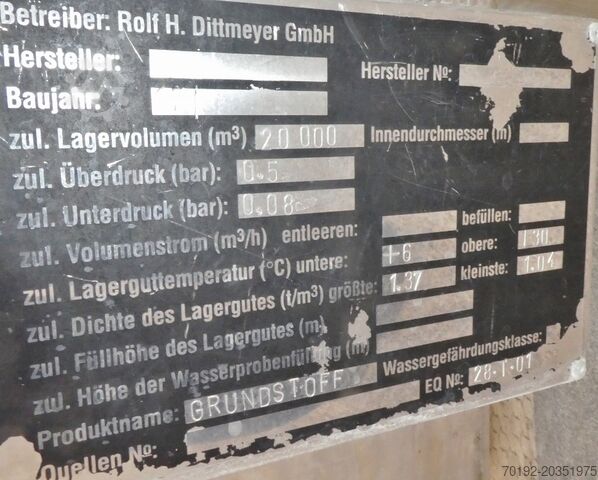 Betreiber: Rolf H. Dittmeyer GmbH
Hersteller: Hersteller No:
Baujahr:
zul. Lagervolumen (m³) 20 000 Innendurchmesser (m)
zul. Überdruck (bar): 0.5
zul. Unterdruck (bar): 0.08
zul. Volumenstrom (m³/h) entleeren: befüllen:
zul. Lagerguttemperatur (°C) untere: obere:
zul. Dichte des Lagergutes (t/m³) größte: 1.37 kleinste: 1.04
zul. Füllhöhe des Lagergutes (m)
zul. Höhe der Wasserprobenfüllung (m)
Produktname: GRUNDSTOFF Wassergefährdungsklasse:
Quellen No: EQ No: 28-1-01
70192-20351975